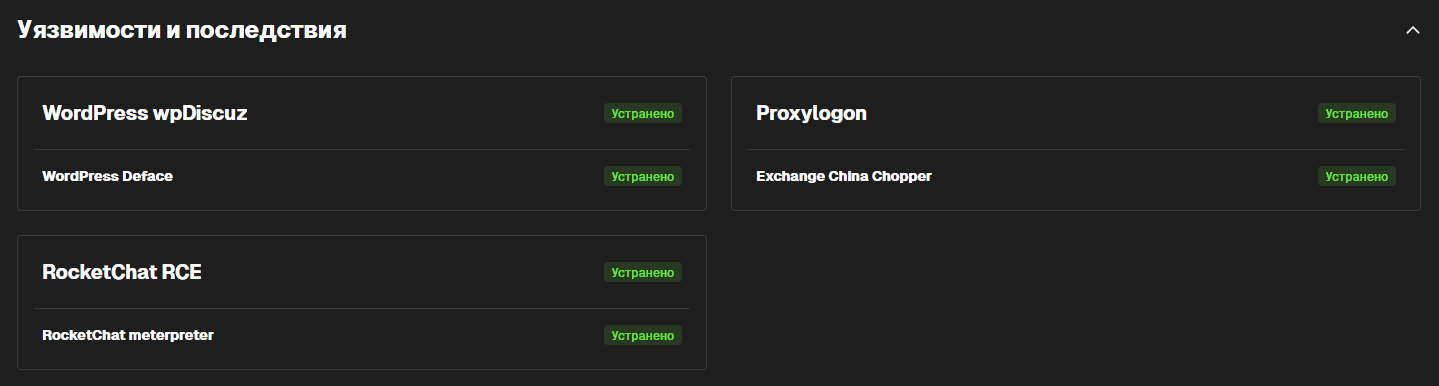 Уязвимости и последствия
WordPress wpDiscuz Устранено
WordPress Deface Устранено
Proxylogon Устранено
Exchange China Chopper Устранено
RocketChat RCE Устранено
RocketChat meterpreter Устранено